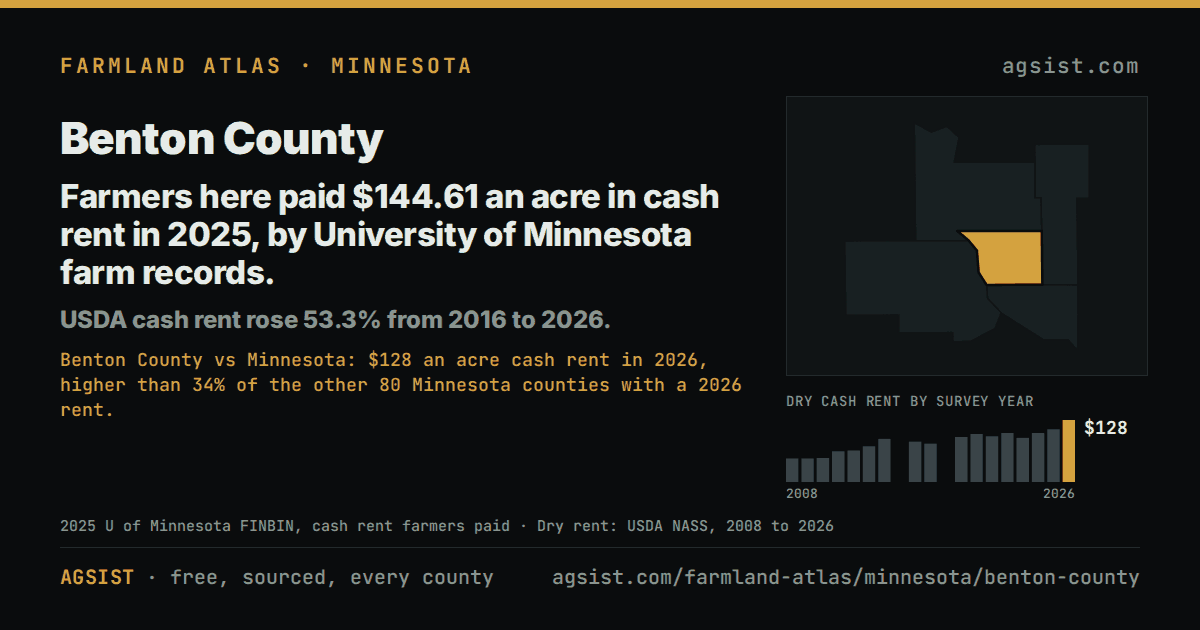 FARMLAND ATLAS · MINNESOTA
agsist.com
Benton County
Farmers here paid $144.61 an acre in cash
rent in 2025, by University of Minnesota
farm records.
USDA cash rent rose 53.3% from 2016 to 2026.
Benton County vs Minnesota: $128 an acre cash rent in 2026,
higher than 34% of the other 80 Minnesota counties with a 2026
rent.
DRY CASH RENT BY SURVEY YEAR
$128
2008
2026
2025 U of Minnesota FINBIN, cash rent farmers paid · Dry rent: USDA NASS, 2008 to 2026
AGSIST · free, sourced, every county
agsist.com/farmland-atlas/minnesota/benton-county